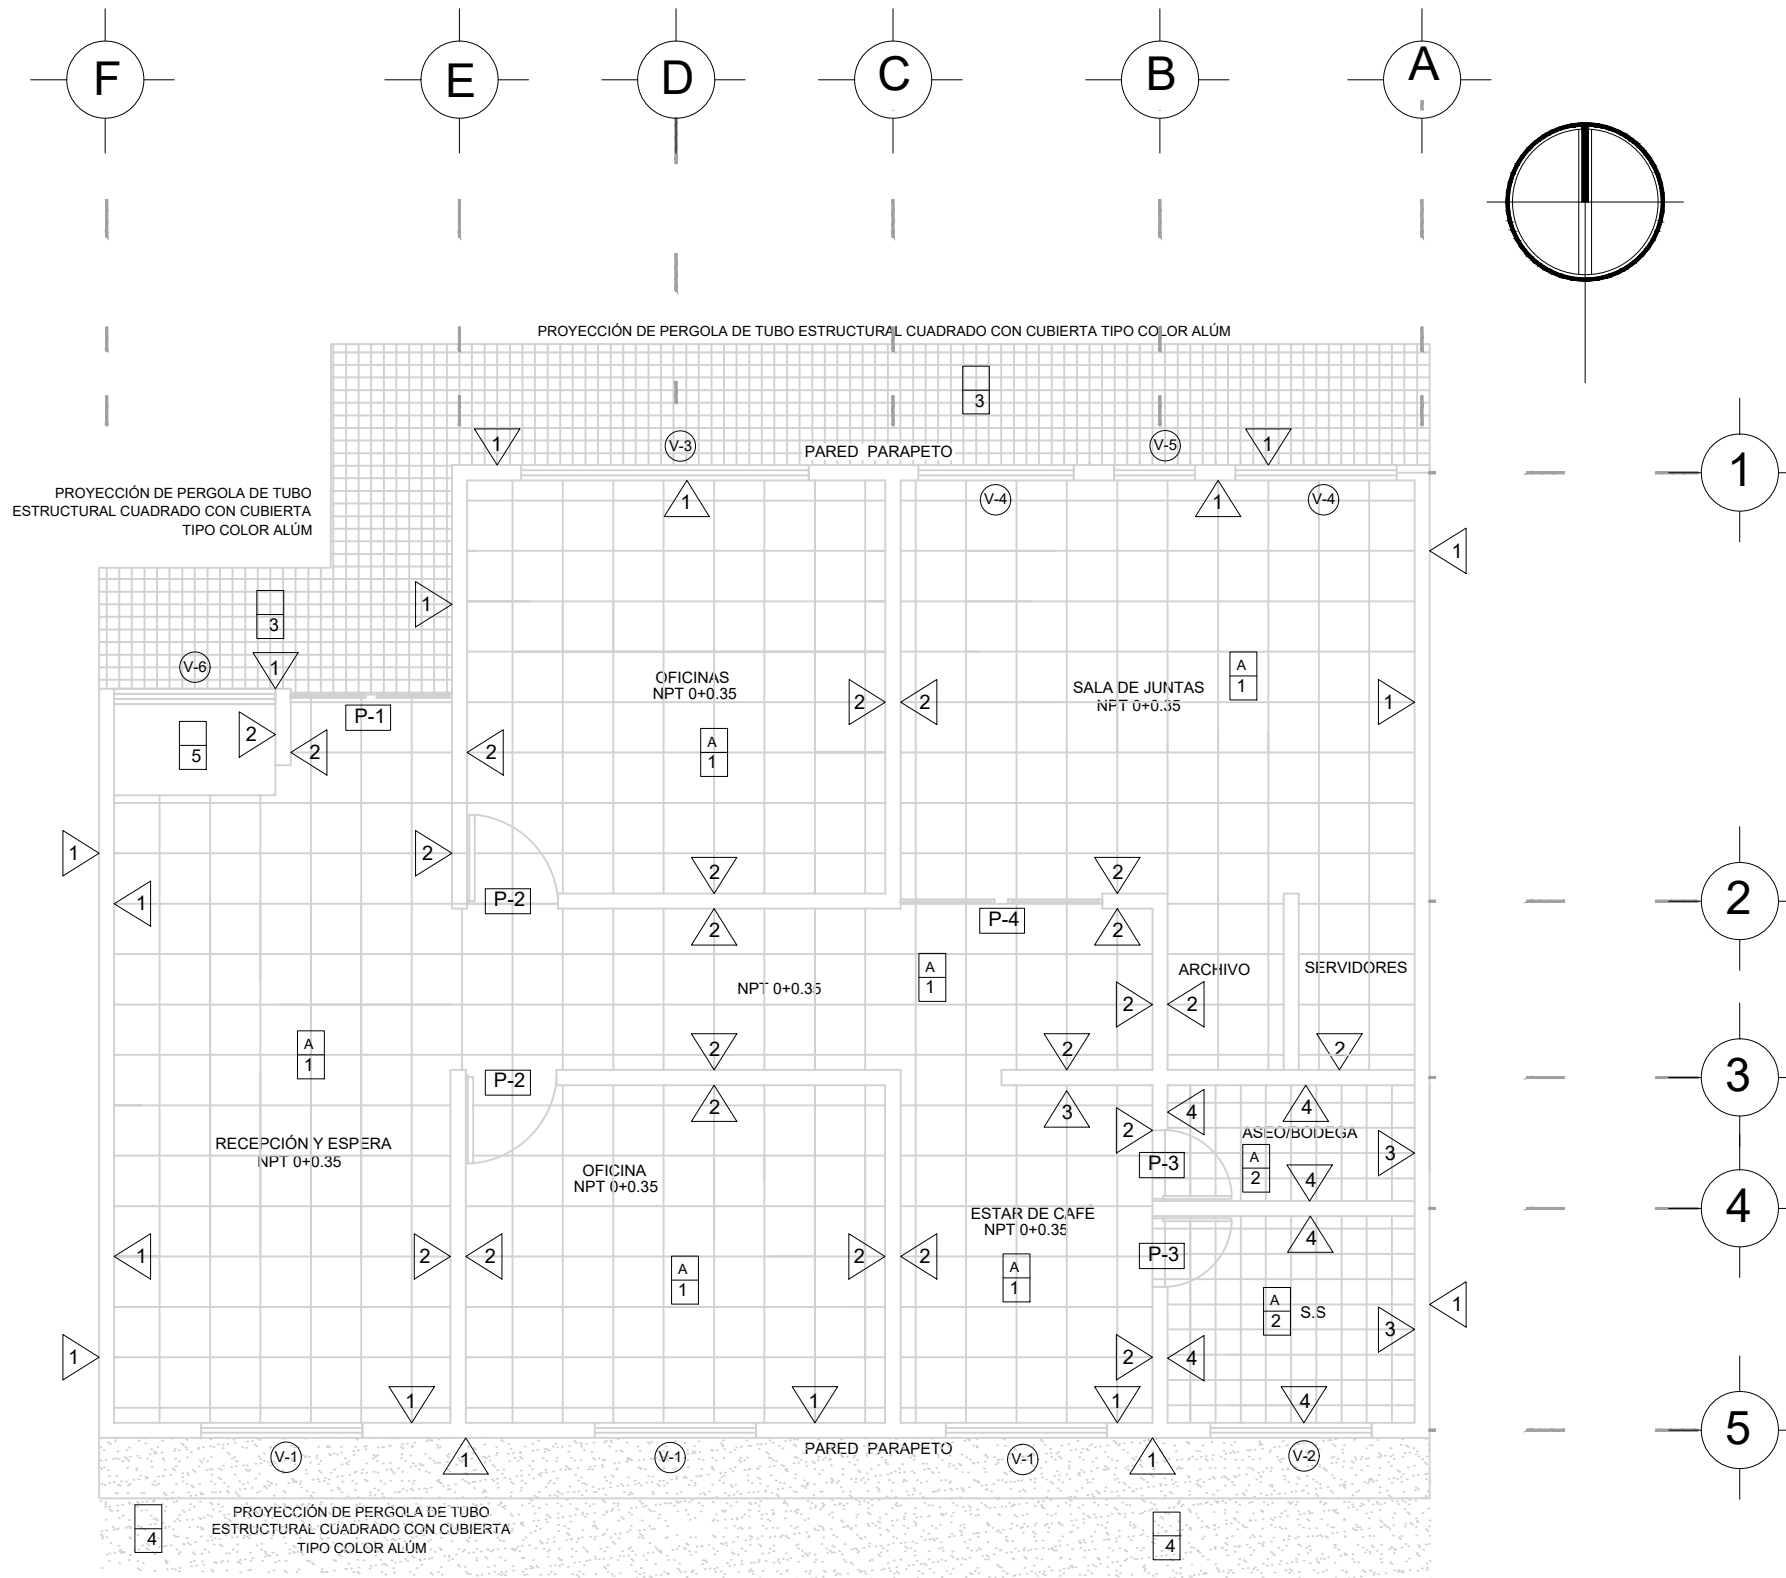 F E D C B A
PROYECCIÓN DE PERGOLA DE TUBO ESTRUCTURAL CUADRADO CON CUBIERTA TIPO COLOR ALÚM
3
1 V-3 PARED PARAPETO V-5 1
1
PROYECCIÓN DE PERGOLA DE TUBO
ESTRUCTURAL CUADRADO CON CUBIERTA
TIPO COLOR ALÚM
1 V-4 1 V-4
1
1
3
V-6 1
OFICINAS
NPT 0+0.35
A
1
SALA DE JUNTAS
NPT 0+0.35
2 2 1
P-1
5 2 2 2
A
1
1 2
2 2
1 P-2 P-4
2 2
A
1
ARCHIVO SERVIDORES
NPT 0+0.35
2 2
2
2 2 2
3
A
1
P-2
2 3 4 4
2
RECEPCIÓN Y ESPERA
NPT 0+0.35
ASEO/BODEGA
A
2
3
P-3
4
OFICINA
NPT 0+0.35
4
ESTAR DE CAFÉ
NPT 0+0.35
4
P-3
1 2 2 2 2
A
1
A
1
A
2
S.S
1
3
1 2 4
1 1 1 4
5
V-1 1 V-1 PARED PARAPETO V-1 1 V-2
4
PROYECCIÓN DE PERGOLA DE TUBO
ESTRUCTURAL CUADRADO CON CUBIERTA
TIPO COLOR ALÚM
4